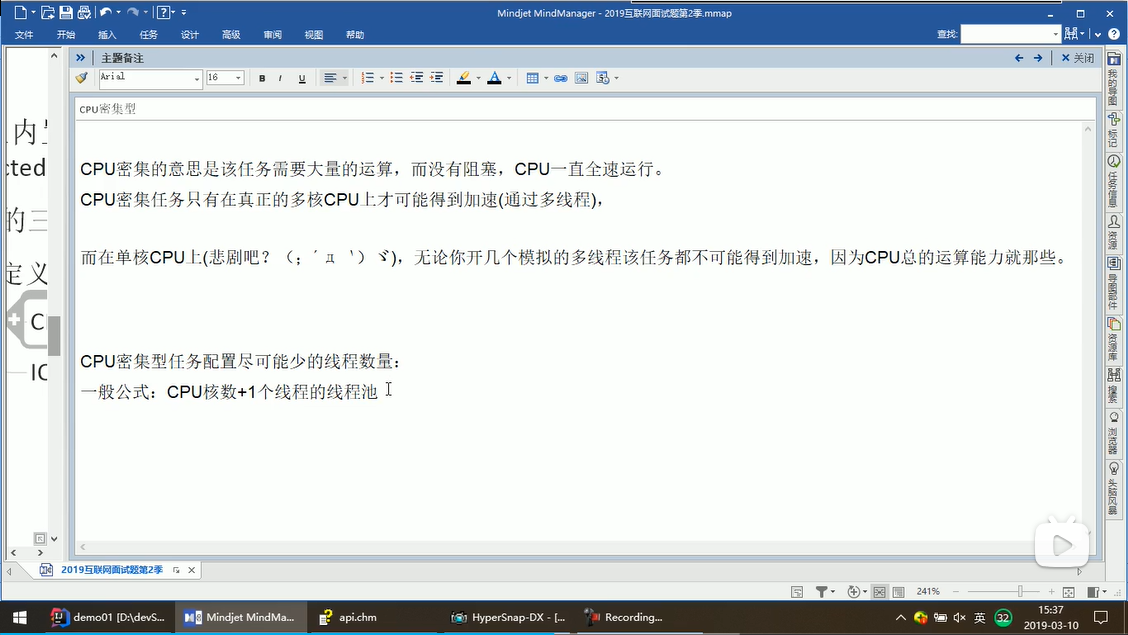 Mindjet MindManager - 2019互联网面试题第2季.mmap
文件 开始 插入 任务 设计 高级 审阅 视图 帮助 查找:
主题备注 关闭
Arial 16 B I U A
CPU密集型
CPU密集的意思是该任务需要大量的运算，而没有阻塞，CPU一直全速运行。
CPU密集任务只有在真正的多核CPU上才可能得到加速(通过多线程)，
而在单核CPU上(悲剧吧？（；´д｀）ゞ)，无论你开几个模拟的多线程该任务都不可能得到加速，因为CPU总的运算能力就那些。
CPU密集型任务配置尽可能少的线程数量：
一般公式：CPU核数+1个线程的线程池
内
cted
的三
定义
C
IO
我的导图
标记
任务信息
资源
导图部件
资源库
搜索
浏览器
头脑风暴
2019互联网面试题第2季
241%
demo01 [D:\devS... Mindjet MindMa... api.chm HyperSnap-DX - [... Recording... 英 32 15:37
2019-03-10